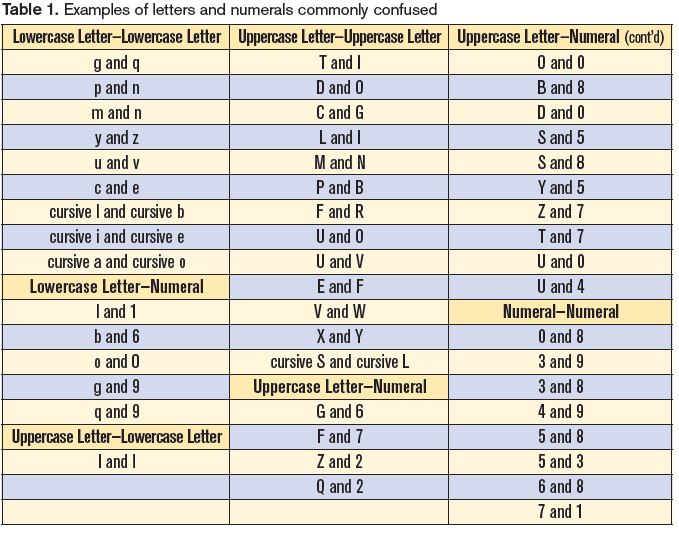 Table 1. Examples of letters and numerals commonly confused
Lowercase Letter–Lowercase Letter
g and q
p and n
m and n
y and z
u and v
c and e
cursive l and cursive b
cursive i and cursive e
cursive a and cursive o
Lowercase Letter–Numeral
l and 1
b and 6
o and 0
g and 9
q and 9
Uppercase Letter–Lowercase Letter
I and l
Uppercase Letter–Uppercase Letter
T and I
D and O
C and G
L and I
M and N
P and B
F and R
U and O
U and V
E and F
V and W
X and Y
cursive S and cursive L
Uppercase Letter–Numeral
G and 6
F and 7
Z and 2
Q and 2
Uppercase Letter–Numeral (cont'd)
O and 0
B and 8
D and 0
S and 5
S and 8
Y and 5
Z and 7
T and 7
U and 0
U and 4
Numeral–Numeral
0 and 8
3 and 9
3 and 8
4 and 9
5 and 8
5 and 3
6 and 8
7 and 1